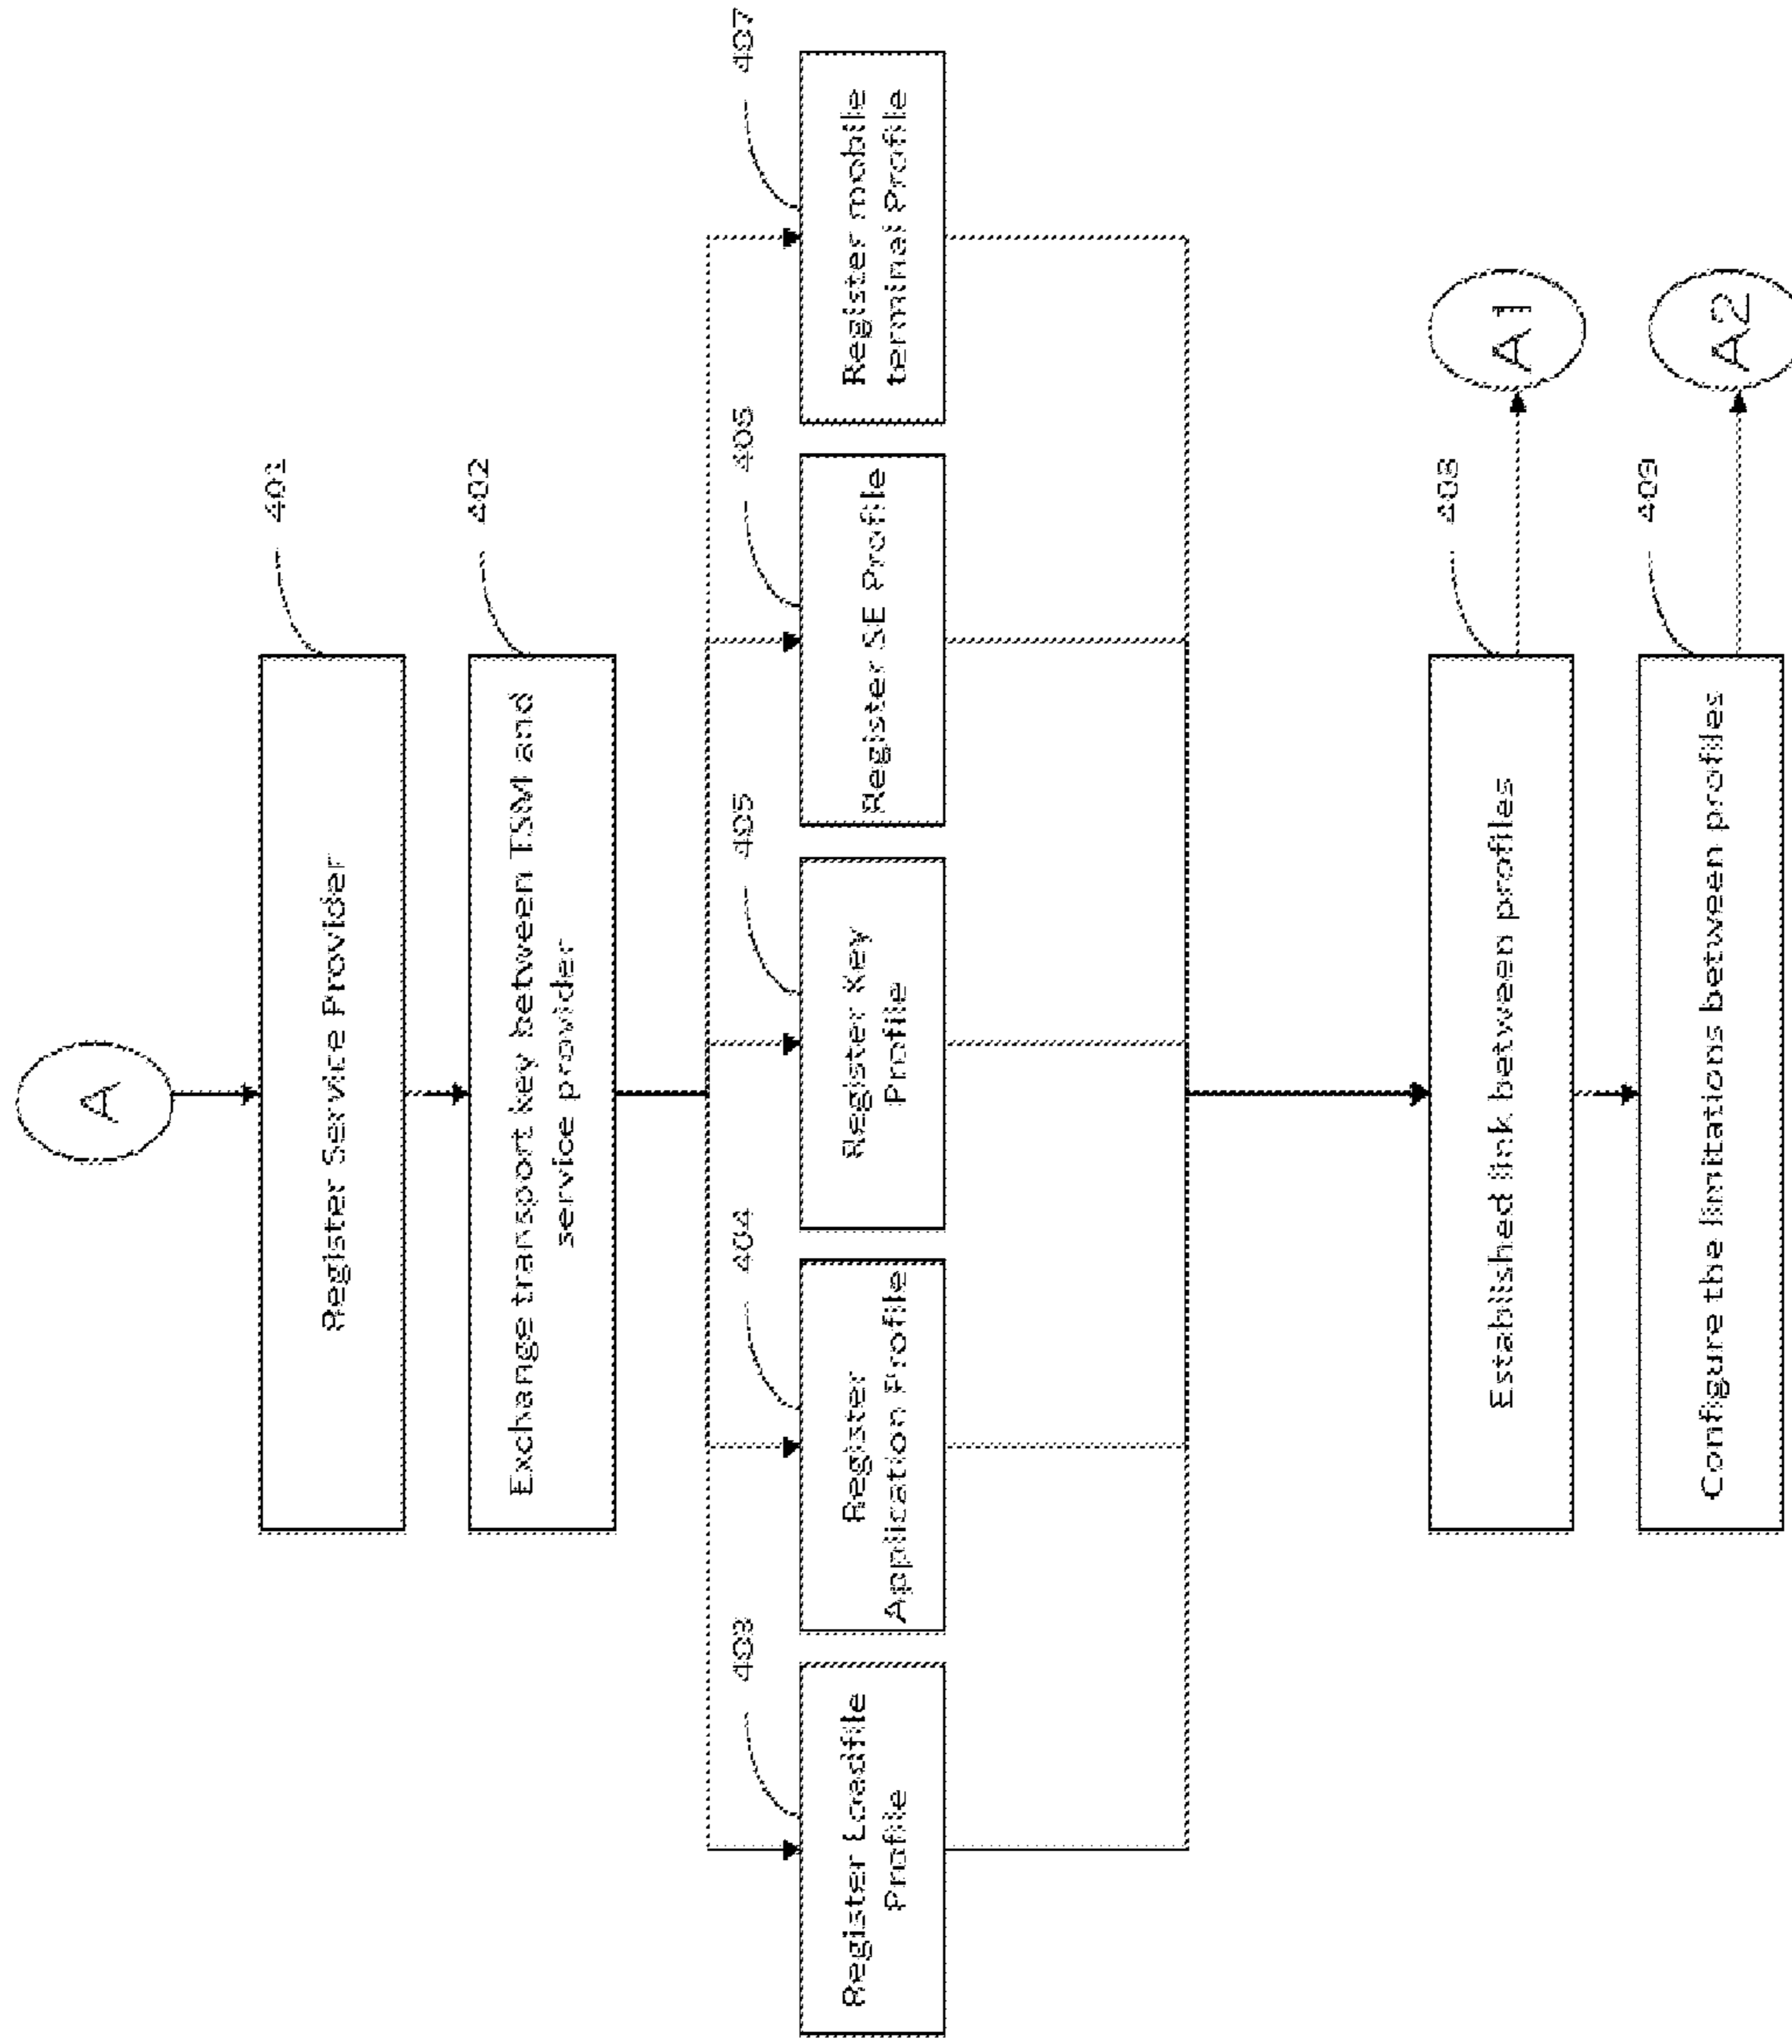 A
401
Register Service Provider
402
Exchange transport key between TSM and
service provider
403
Register Loadfile
Profile
404
Register
Application Profile
405
Register Key
Profile
406
Register SE Profile
407
Register mobile
terminal Profile
408
Established link between profiles
A1
409
Configure the limitations between profiles
A2